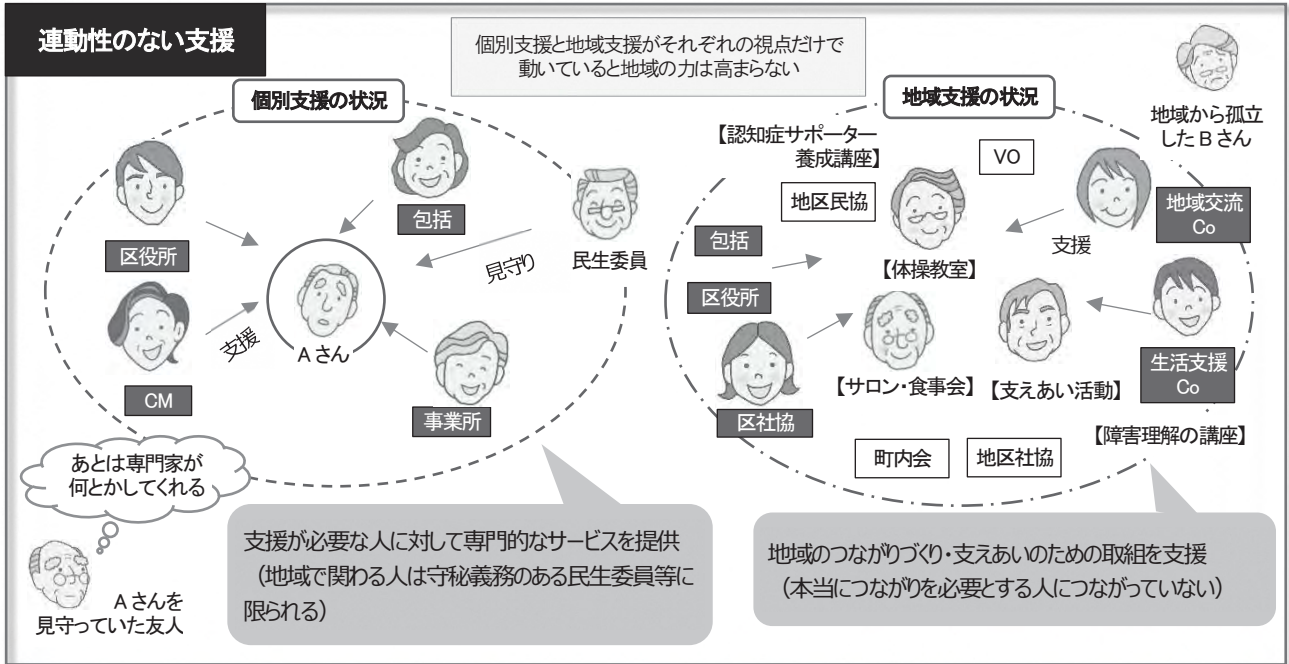 連動性のない支援
個別支援と地域支援がそれぞれの視点だけで
動いていると地域の力は高まらない
個別支援の状況
区役所
包括
民生委員
見守り
Aさん
支援
CM
事業所
あとは専門家が
何とかしてくれる
Aさんを
見守っていた友人
支援が必要な人に対して専門的なサービスを提供
（地域で関わる人は守秘義務のある民生委員等に
限られる）
地域支援の状況
地域から孤立
したBさん
【認知症サポーター
養成講座】
VO
地区民協
地域交流
Co
支援
包括
【体操教室】
区役所
【サロン・食事会】
【支えあい活動】
生活支援
Co
区社協
【障害理解の講座】
町内会
地区社協
地域のつながりづくり・支えあいのための取組を支援
（本当につながりを必要とする人につながっていない）